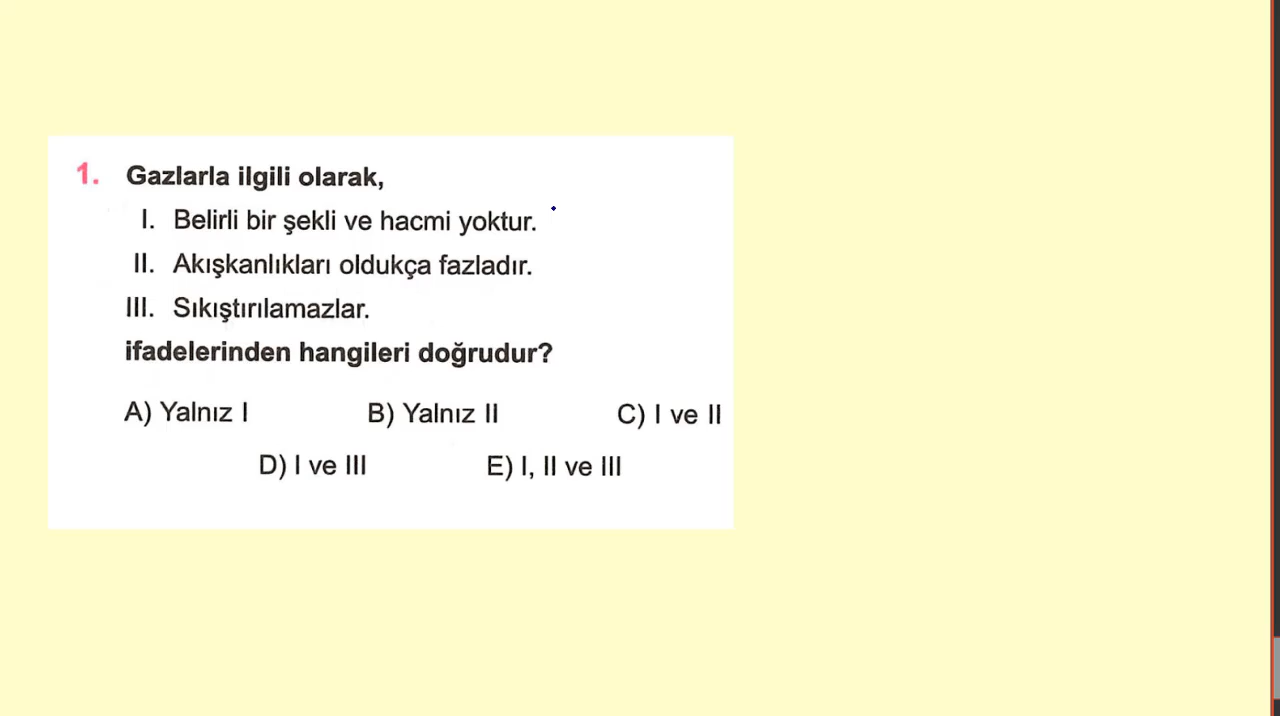 1. Gazlarla ilgili olarak,
I. Belirli bir şekli ve hacmi yoktur.
II. Akışkanlıkları oldukça fazladır.
III. Sıkıştırılamazlar.
ifadelerinden hangileri doğrudur?
A) Yalnız I B) Yalnız II C) I ve II
D) I ve III E) I, II ve III